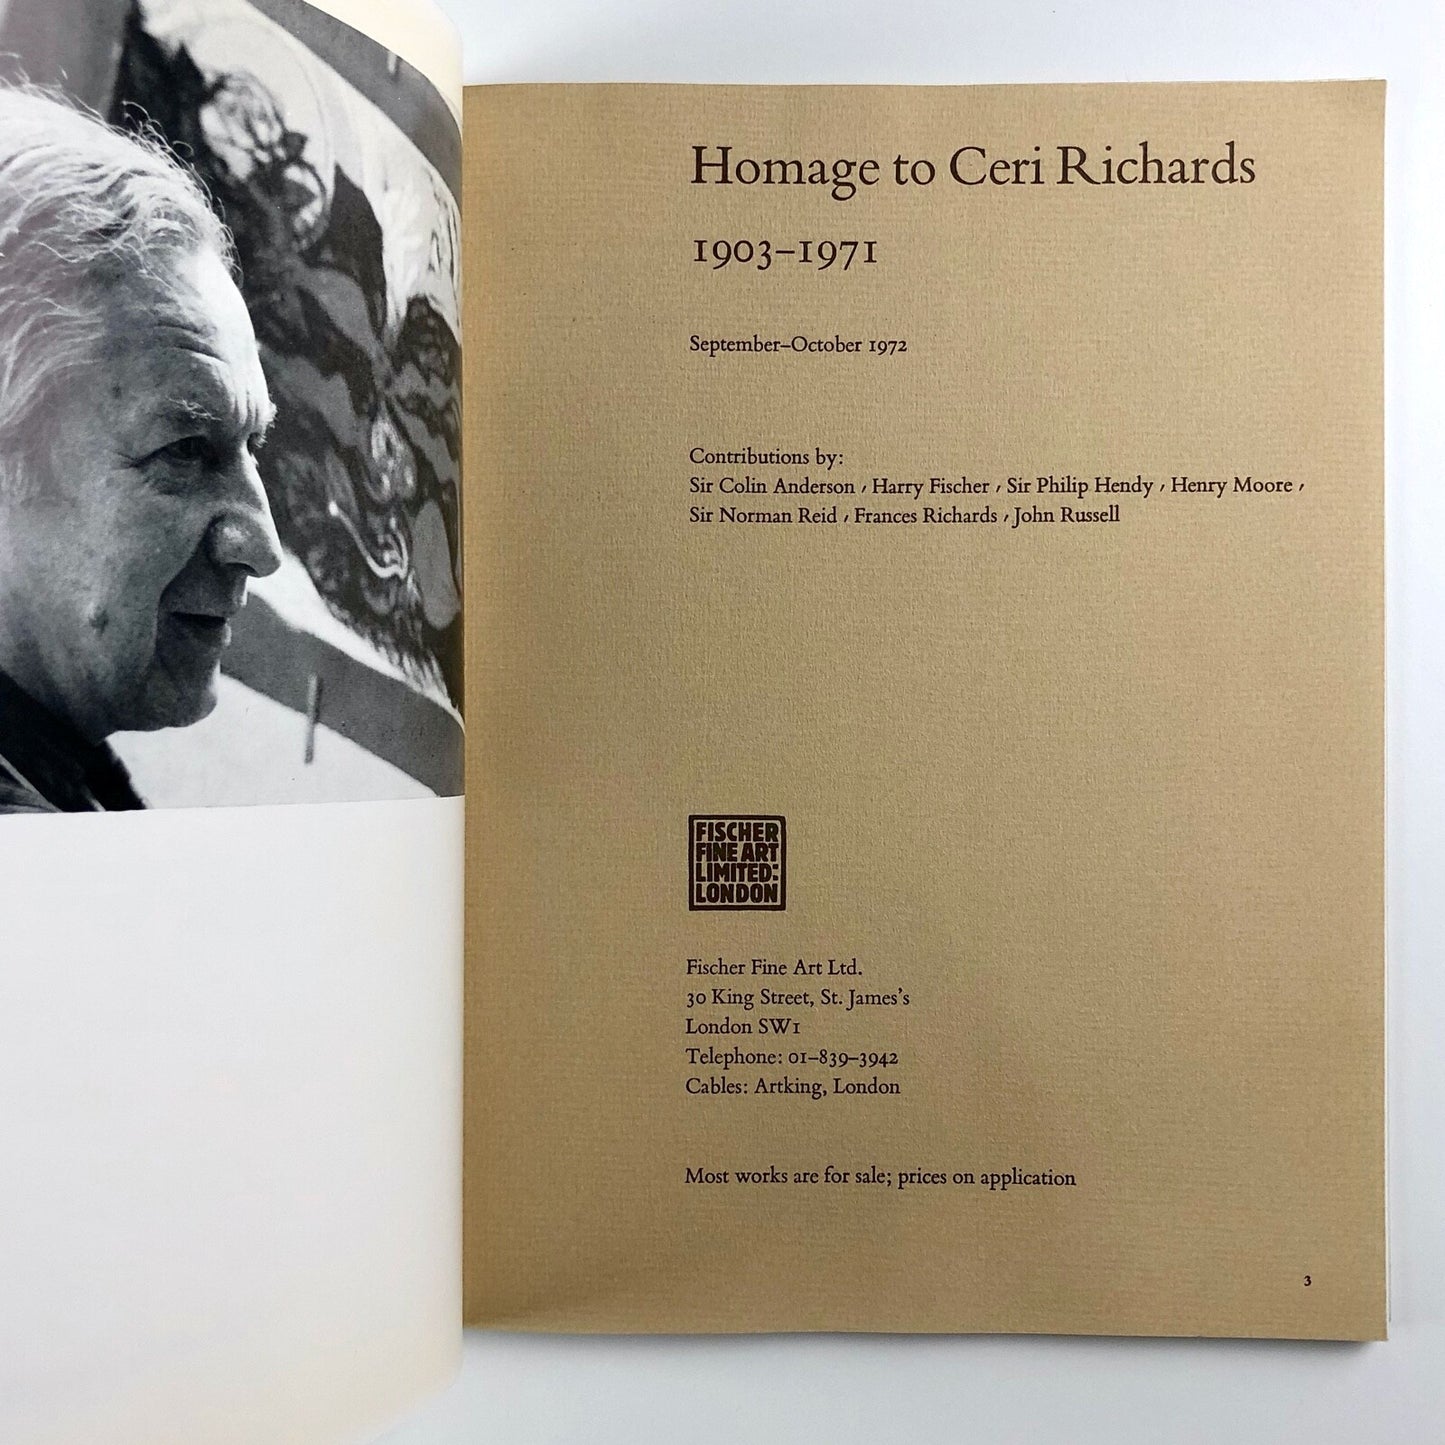 Homage to Ceri Richards
1903–1971
September–October 1972
Contributions by:
Sir Colin Anderson / Harry Fischer / Sir Philip Hendy / Henry Moore /
Sir Norman Reid / Frances Richards / John Russell
FISCHER
FINE ART
LIMITED:
LONDON
Fischer Fine Art Ltd.
30 King Street, St. James's
London SW1
Telephone: 01–839–3942
Cables: Artking, London
Most works are for sale; prices on application
3